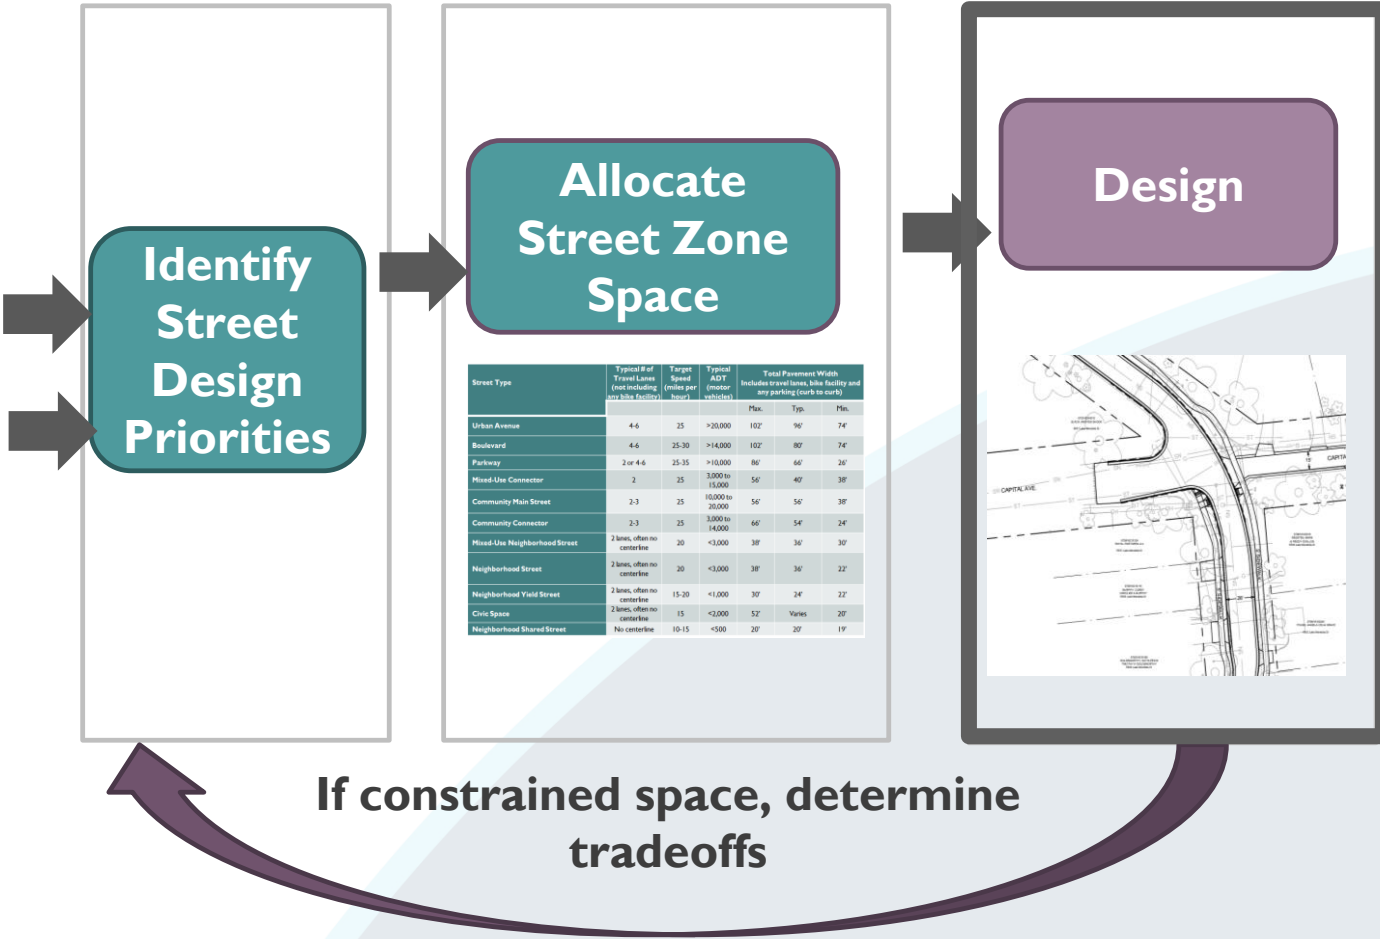 Identify
Street
Design
Priorities
Allocate
Street Zone
Space
Design
Street Type
Typical # of
Travel Lanes
(not including
any bike facility)
Target
Speed
(miles per
hour)
Typical
ADT
(motor
vehicles)
Total Pavement Width
Includes travel lanes, bike facility and
any parking (curb to curb)
Max. Typ. Min.
Urban Avenue 4-6 25 >20,000 102' 96' 74'
Boulevard 4-6 25-30 >14,000 102' 80' 74'
Parkway 2 or 4-6 25-35 >10,000 86' 66' 26'
Mixed-Use Connector 2 25 3,000 to
15,000 56' 40' 38'
Community Main Street 2-3 25 10,000 to
20,000 56' 56' 38'
Community Connector 2-3 25 3,000 to
14,000 66' 54' 24'
Mixed-Use Neighborhood Street 2 lanes, often no
centerline 20 <3,000 38' 36' 30'
Neighborhood Street 2 lanes, often no
centerline 20 <3,000 38' 36' 22'
Neighborhood Yield Street 2 lanes, often no
centerline 15-20 <1,000 30' 24' 22'
Civic Space 2 lanes, often no
centerline 15 <2,000 52' Varies 20'
Neighborhood Shared Street No centerline 10-15 <500 20' 20' 19'
CAPITAL AVE.
CAPITA
If constrained space, determine
tradeoffs